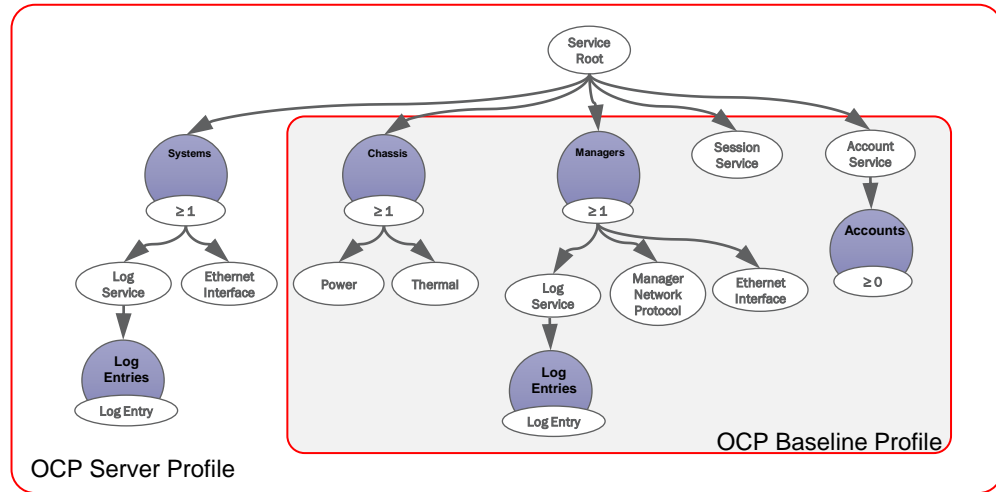 Service
Root
Systems
≥ 1
Log
Service
Ethernet
Interface
Log
Entries
Log Entry
Chassis
≥ 1
Power
Thermal
Managers
≥ 1
Log
Service
Manager
Network
Protocol
Ethernet
Interface
Log
Entries
Log Entry
Session
Service
Account
Service
Accounts
≥ 0
OCP Baseline Profile
OCP Server Profile